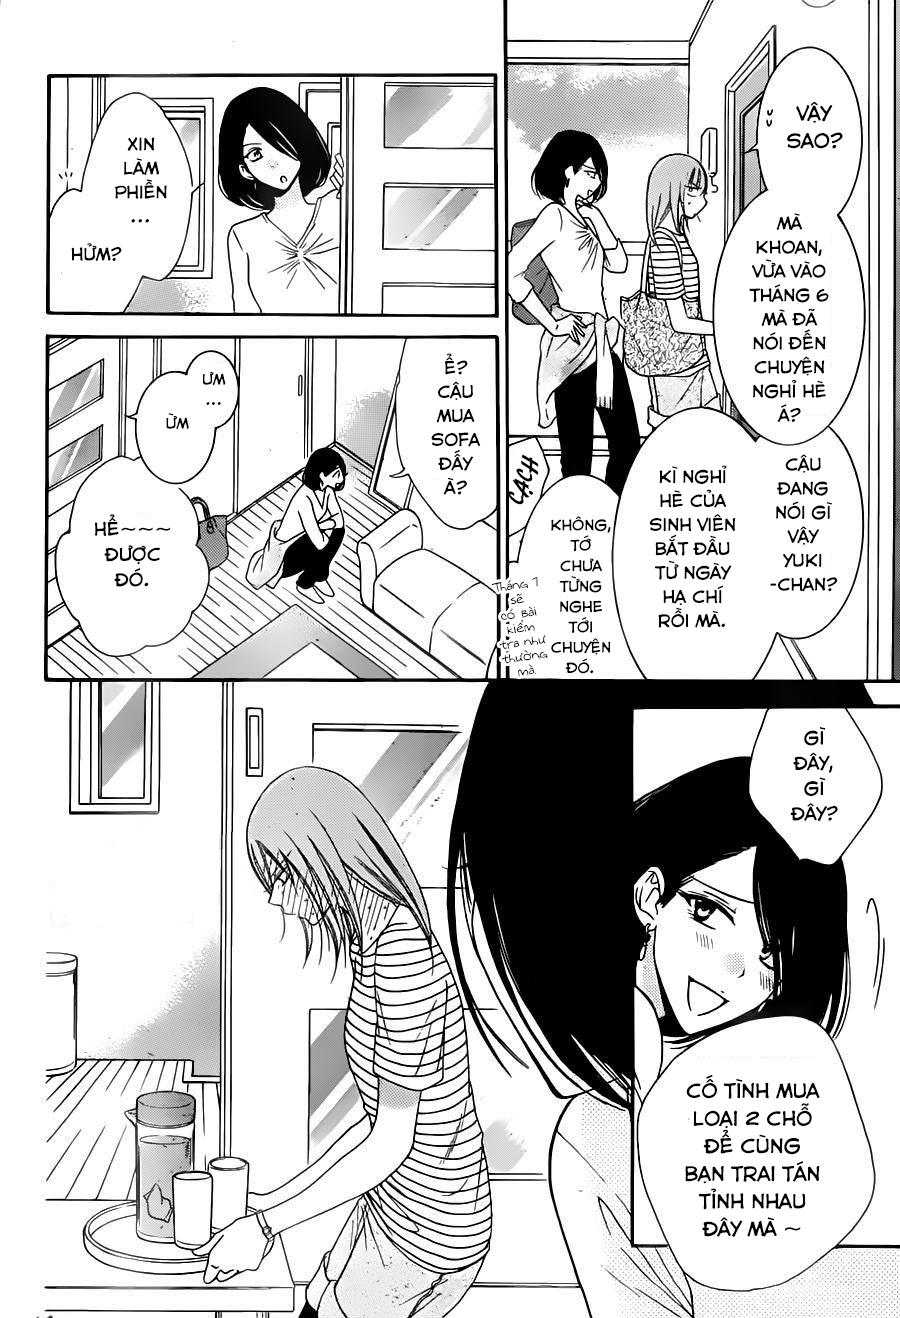 VẬY
SAO?
MÀ
KHOAN,
VỪA VÀO
THÁNG 6
MÀ ĐÃ
NÓI ĐẾN
CHUYỆN
NGHỈ HÈ
Á?
CẬU
ĐANG
NÓI GÌ
VẬY
YUKI
-CHAN?
KÌ NGHỈ
HÈ CỦA
SINH VIÊN
BẮT ĐẦU
TỪ NGÀY
HẠ CHÍ
RỒI MÀ.
CẠCH
KHÔNG,
TỚ
CHƯA
TỪNG
NGHE
TỚI
CHUYỆN
ĐÓ.
Tháng 7
sẽ
có bài
kiểm
tra như
thường
mà
XIN
LÀM
PHIỀN
...
HỬM?
Ể?
CẬU
MUA
SOFA
ĐẤY
À?
ƯM
...
ỪM
HỂ~~~
ĐƯỢC
ĐÓ.
GÌ
ĐÂY,
GÌ
ĐÂY?
CỐ TÌNH MUA
LOẠI 2 CHỖ
ĐỂ CÙNG
BẠN TRAI TÁN
TỈNH NHAU
ĐÂY MÀ ~